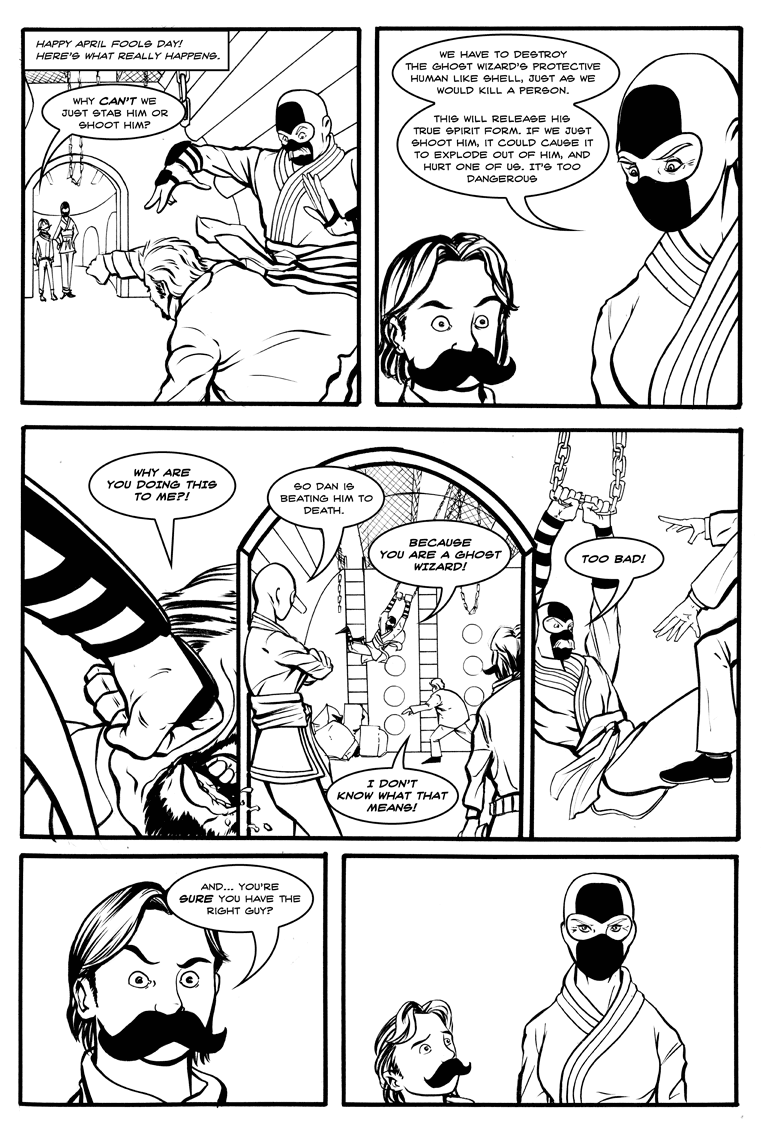 HAPPY APRIL FOOLS DAY!
HERE'S WHAT REALLY HAPPENS.
WHY CAN'T WE
JUST STAB HIM OR
SHOOT HIM?
WE HAVE TO DESTROY
THE GHOST WIZARD'S PROTECTIVE
HUMAN LIKE SHELL, JUST AS WE
WOULD KILL A PERSON.
THIS WILL RELEASE HIS
TRUE SPIRIT FORM. IF WE JUST
SHOOT HIM, IT COULD CAUSE IT
TO EXPLODE OUT OF HIM, AND
HURT ONE OF US. IT'S TOO
DANGEROUS
WHY ARE
YOU DOING THIS
TO ME?!
SO DAN IS
BEATING HIM TO
DEATH.
BECAUSE
YOU ARE A GHOST
WIZARD!
I DON'T
KNOW WHAT THAT
MEANS!
TOO BAD!
AND... YOU'RE
SURE YOU HAVE THE
RIGHT GUY?